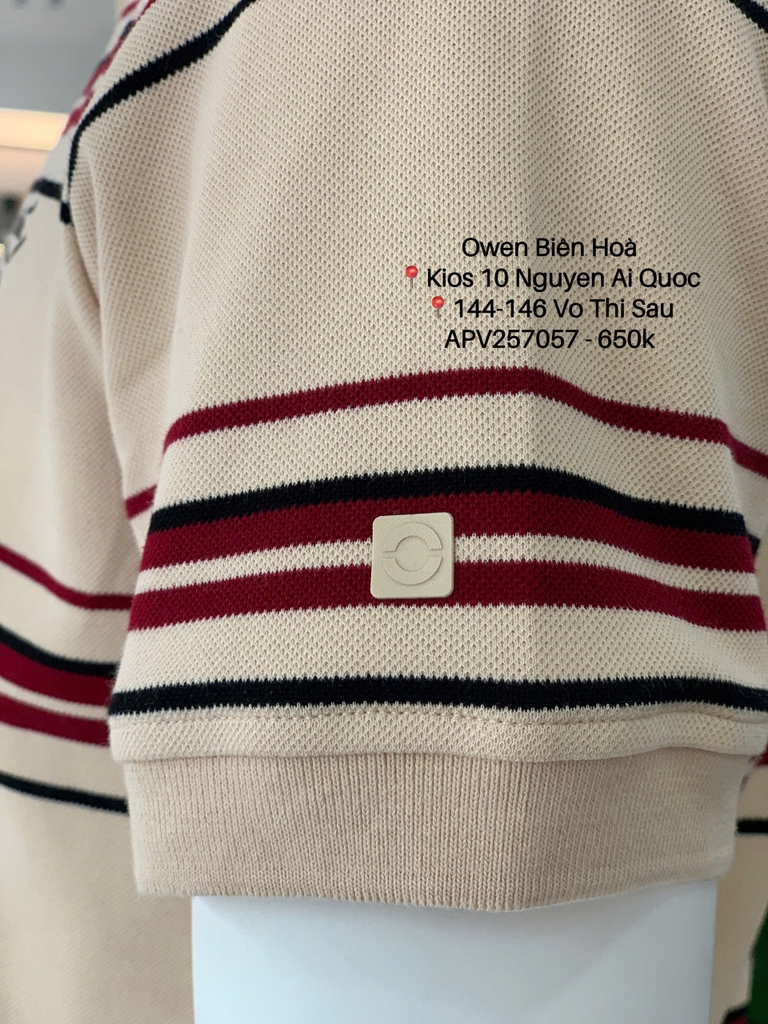 Owen Biên Hoà
📍Kios 10 Nguyen Ai Quoc
📍144-146 Vo Thi Sau
APV257057 - 650k